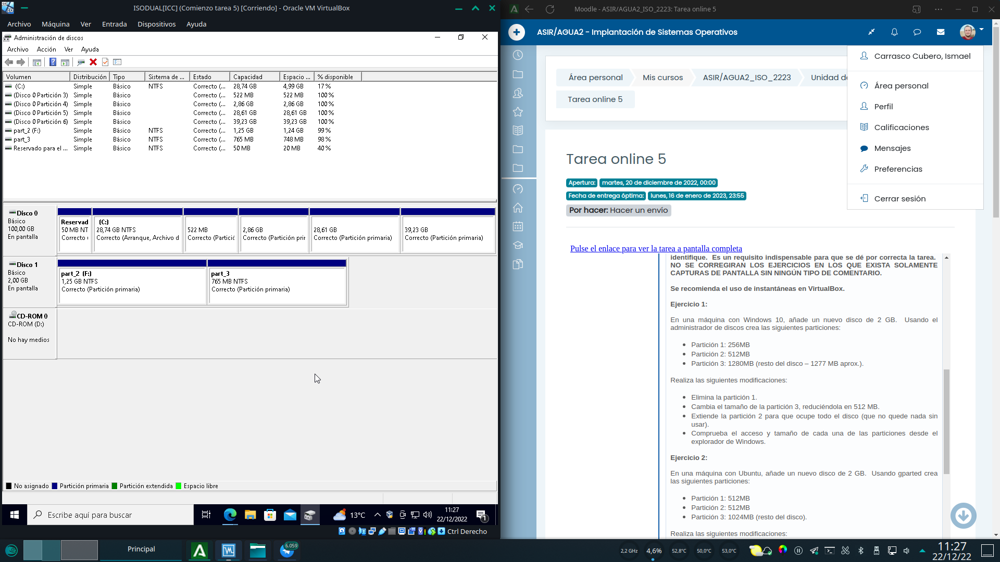 ISODUAL[ICC] (Comienzo tarea 5) [Corriendo] - Oracle VM VirtualBox
Archivo Máquina Ver Entrada Dispositivos Ayuda
Administración de discos
Archivo Acción Ver Ayuda
Volumen Distribución Tipo Sistema de ... Estado Capacidad Espacio ... % disponible
(C:) Simple Básico NTFS Correcto (... 28,74 GB 4,99 GB 17 %
(Disco 0 Partición 3) Simple Básico Correcto (... 522 MB 522 MB 100 %
(Disco 0 Partición 4) Simple Básico Correcto (... 2,86 GB 2,86 GB 100 %
(Disco 0 Partición 5) Simple Básico Correcto (... 28,61 GB 28,61 GB 100 %
(Disco 0 Partición 6) Simple Básico Correcto (... 39,23 GB 39,23 GB 100 %
part_2 (F:) Simple Básico NTFS Correcto (... 1,25 GB 1,24 GB 99 %
part_3 Simple Básico NTFS Correcto (... 765 MB 748 MB 98 %
Reservado para el ... Simple Básico NTFS Correcto (... 50 MB 20 MB 40 %
Disco 0
Básico
100,00 GB
En pantalla
Reservad
50 MB NT
Correcto
(C:)
28,74 GB NTFS
Correcto (Arranque, Archivo d
522 MB
Correcto (Partició
2,86 GB
Correcto (Partición prir
28,61 GB
Correcto (Partición primaria)
39,23 GB
Correcto (Partición primaria)
Disco 1
Básico
2,00 GB
En pantalla
part_2 (F:)
1,25 GB NTFS
Correcto (Partición primaria)
part_3
765 MB NTFS
Correcto (Partición primaria)
CD-ROM 0
CD-ROM (D:)
No hay medios
No asignado Partición primaria Partición extendida Espacio libre
Escribe aquí para buscar
13°C
11:27
22/12/2022
1
Ctrl Derecho
Moodle - ASIR/AGUA2_ISO_2223: Tarea online 5
ASIR/AGUA2 - Implantación de Sistemas Operativos
Carrasco Cubero, Ismael
Área personal
Perfil
Calificaciones
Mensajes
Preferencias
Cerrar sesión
Área personal Mis cursos ASIR/AGUA2_ISO_2223 Unidad de
Tarea online 5
Tarea online 5
Apertura: martes, 20 de diciembre de 2022, 00:00
Fecha de entrega óptima: lunes, 16 de enero de 2023, 23:55
Por hacer: Hacer un envío
Pulse el enlace para ver la tarea a pantalla completa
identifique. Es un requisito indispensable para que se dé por correcta la tarea.
NO SE CORREGIRAN LOS EJERCICIOS EN LOS QUE EXISTA SOLAMENTE
CAPTURAS DE PANTALLA SIN NINGÚN TIPO DE COMENTARIO.
Se recomienda el uso de instantáneas en VirtualBox.
Ejercicio 1:
En una máquina con Windows 10, añade un nuevo disco de 2 GB. Usando el
administrador de discos crea las siguientes particiones:
Partición 1: 256MB
Partición 2: 512MB
Partición 3: 1280MB (resto del disco – 1277 MB aprox.).
Realiza las siguientes modificaciones:
Elimina la partición 1.
Cambia el tamaño de la partición 3, reduciéndola en 512 MB.
Extiende la partición 2 para que ocupe todo el disco (que no quede nada sin
usar).
Comprueba el acceso y tamaño de cada una de las particiones desde el
explorador de Windows.
Ejercicio 2:
En una máquina con Ubuntu, añade un nuevo disco de 2 GB. Usando gparted crea
las siguientes particiones:
Partición 1: 512MB
Partición 2: 512MB
Partición 3: 1024MB (resto del disco).
Realiza las siguientes modificaciones:
Principal
6.059
2,2 GHz
4,6%
52,8°C
50,0°C
53,0°C
11:27
22/12/22